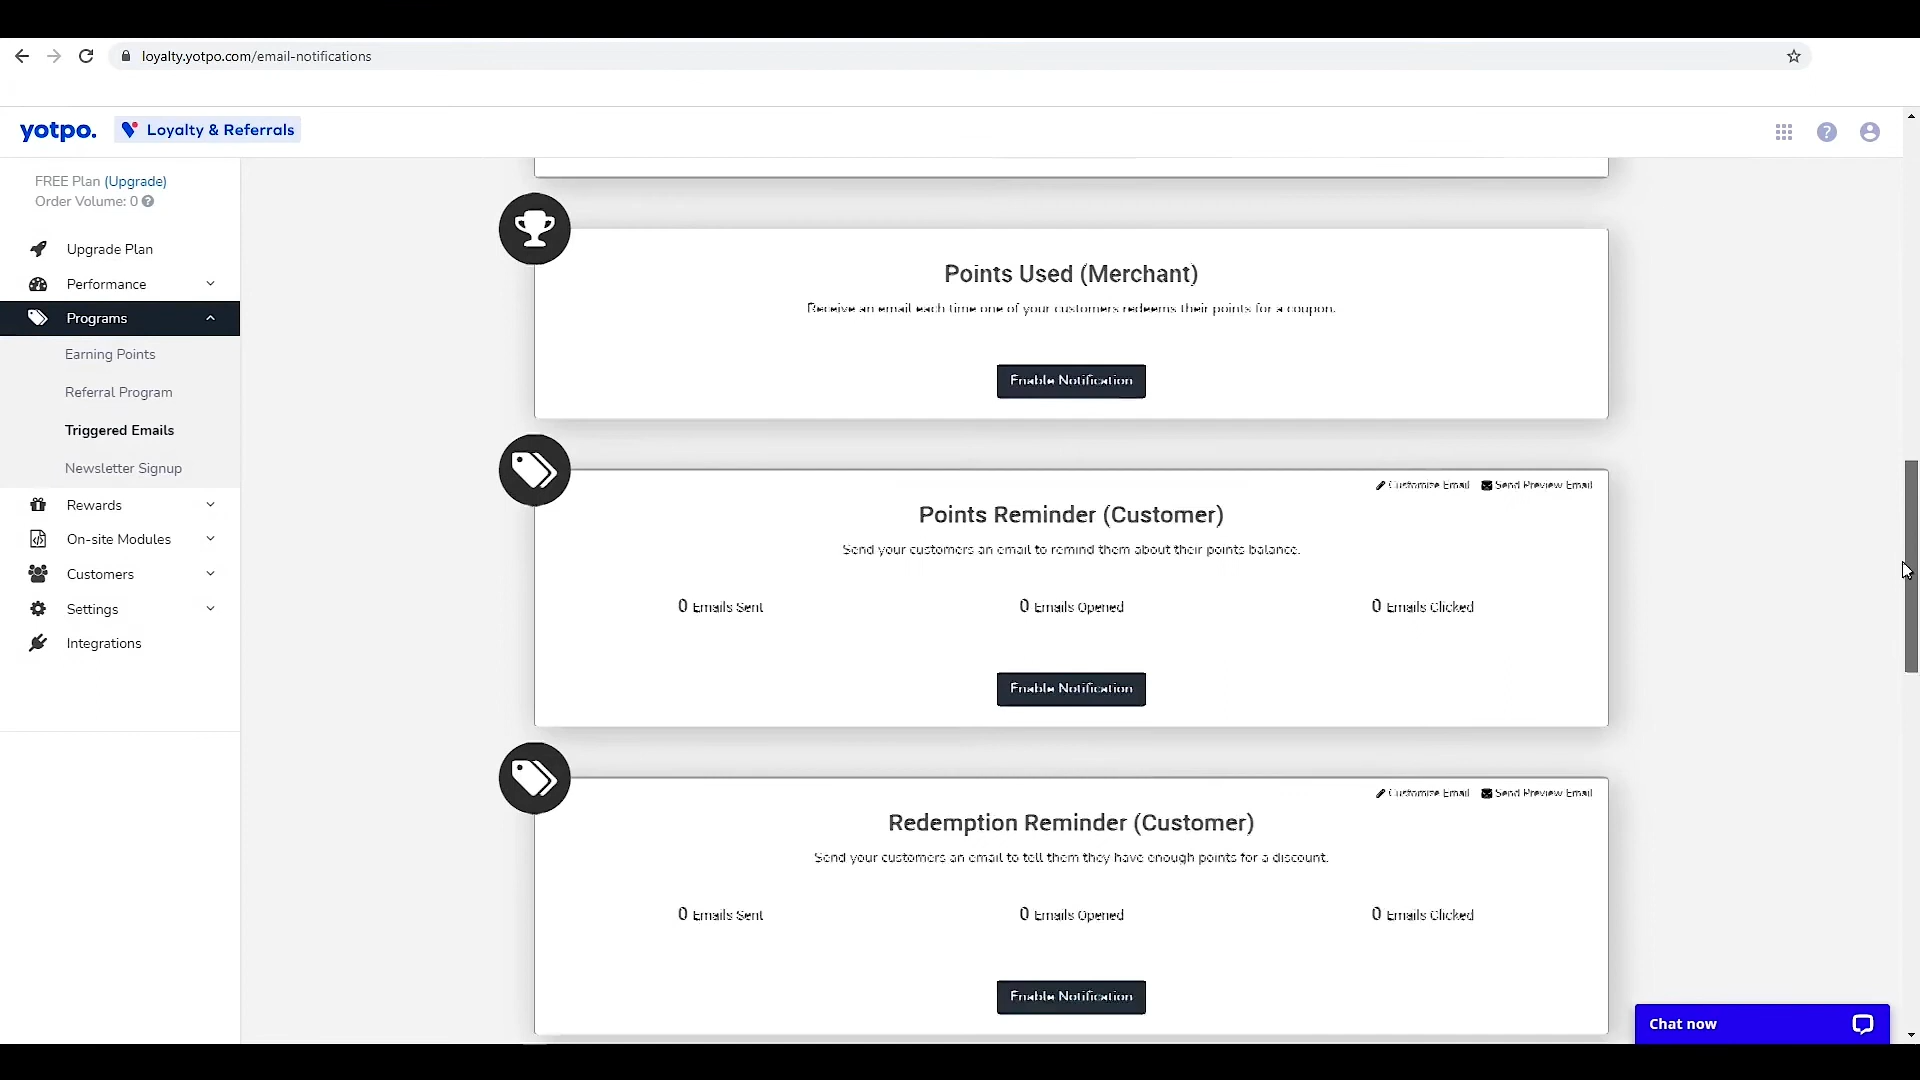 loyalty.yotpo.com/email-notifications
yotpo.
Loyalty & Referrals
FREE Plan (Upgrade)
Order Volume: 0
Upgrade Plan
Performance
Programs
Earning Points
Referral Program
Triggered Emails
Newsletter Signup
Rewards
On-site Modules
Customers
Settings
Integrations
Points Used (Merchant)
Receive an email each time one of your customers redeems their points for a coupon.
Enable Notification
Customize Email Send Preview Email
Points Reminder (Customer)
Send your customers an email to remind them about their points balance.
0 Emails Sent 0 Emails Opened 0 Emails Clicked
Enable Notification
Customize Email Send Preview Email
Redemption Reminder (Customer)
Send your customers an email to tell them they have enough points for a discount.
0 Emails Sent 0 Emails Opened 0 Emails Clicked
Enable Notification
Chat now